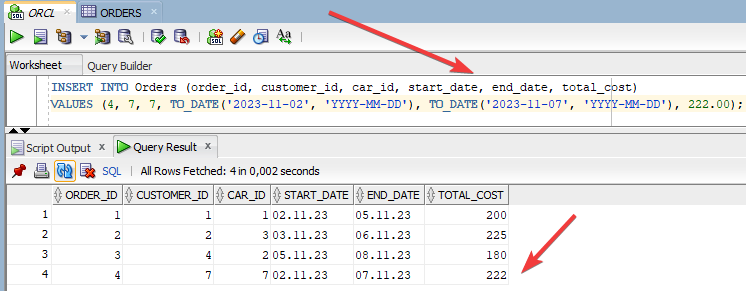 ORCL ORDERS
SQL
Worksheet Query Builder
INSERT INTO Orders (order_id, customer_id, car_id, start_date, end_date, total_cost)
VALUES (4, 7, 7, TO_DATE('2023-11-02', 'YYYY-MM-DD'), TO_DATE('2023-11-07', 'YYYY-MM-DD'), 222.00);
Script Output x Query Result x
SQL | All Rows Fetched: 4 in 0,002 seconds
ORDER_ID CUSTOMER_ID CAR_ID START_DATE END_DATE TOTAL_COST
1 1 1 1 02.11.23 05.11.23 200
2 2 2 3 03.11.23 06.11.23 225
3 3 4 2 05.11.23 08.11.23 180
4 4 7 7 02.11.23 07.11.23 222